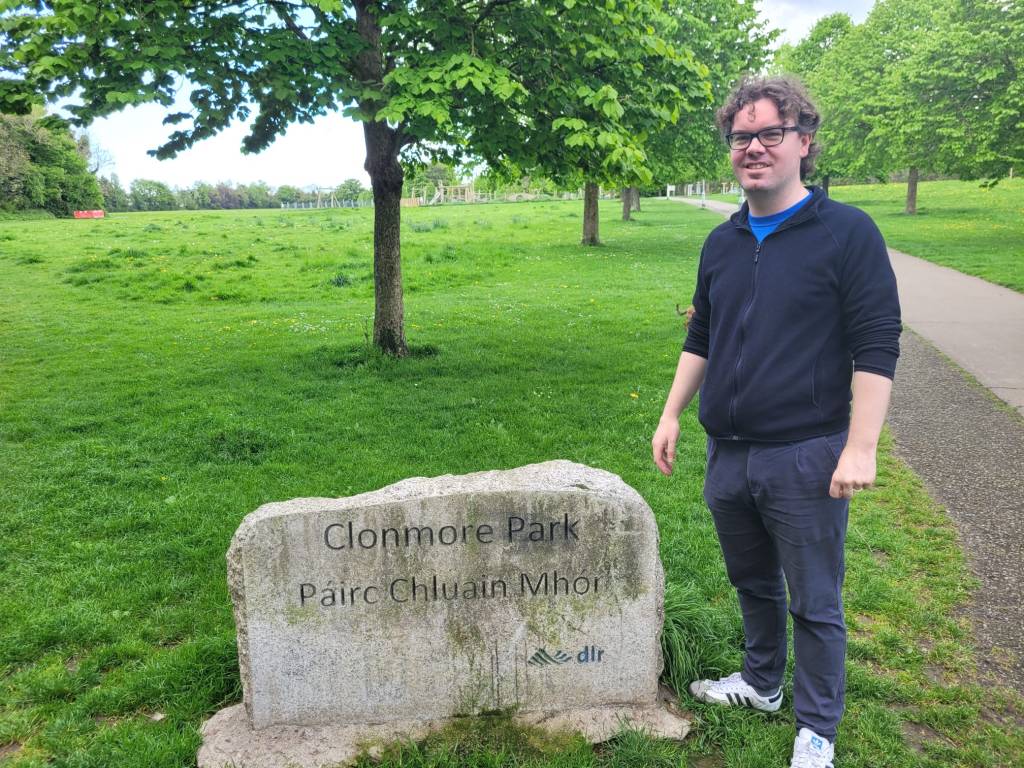 Clonmore Park
Páirc Chluain Mhór
dlr